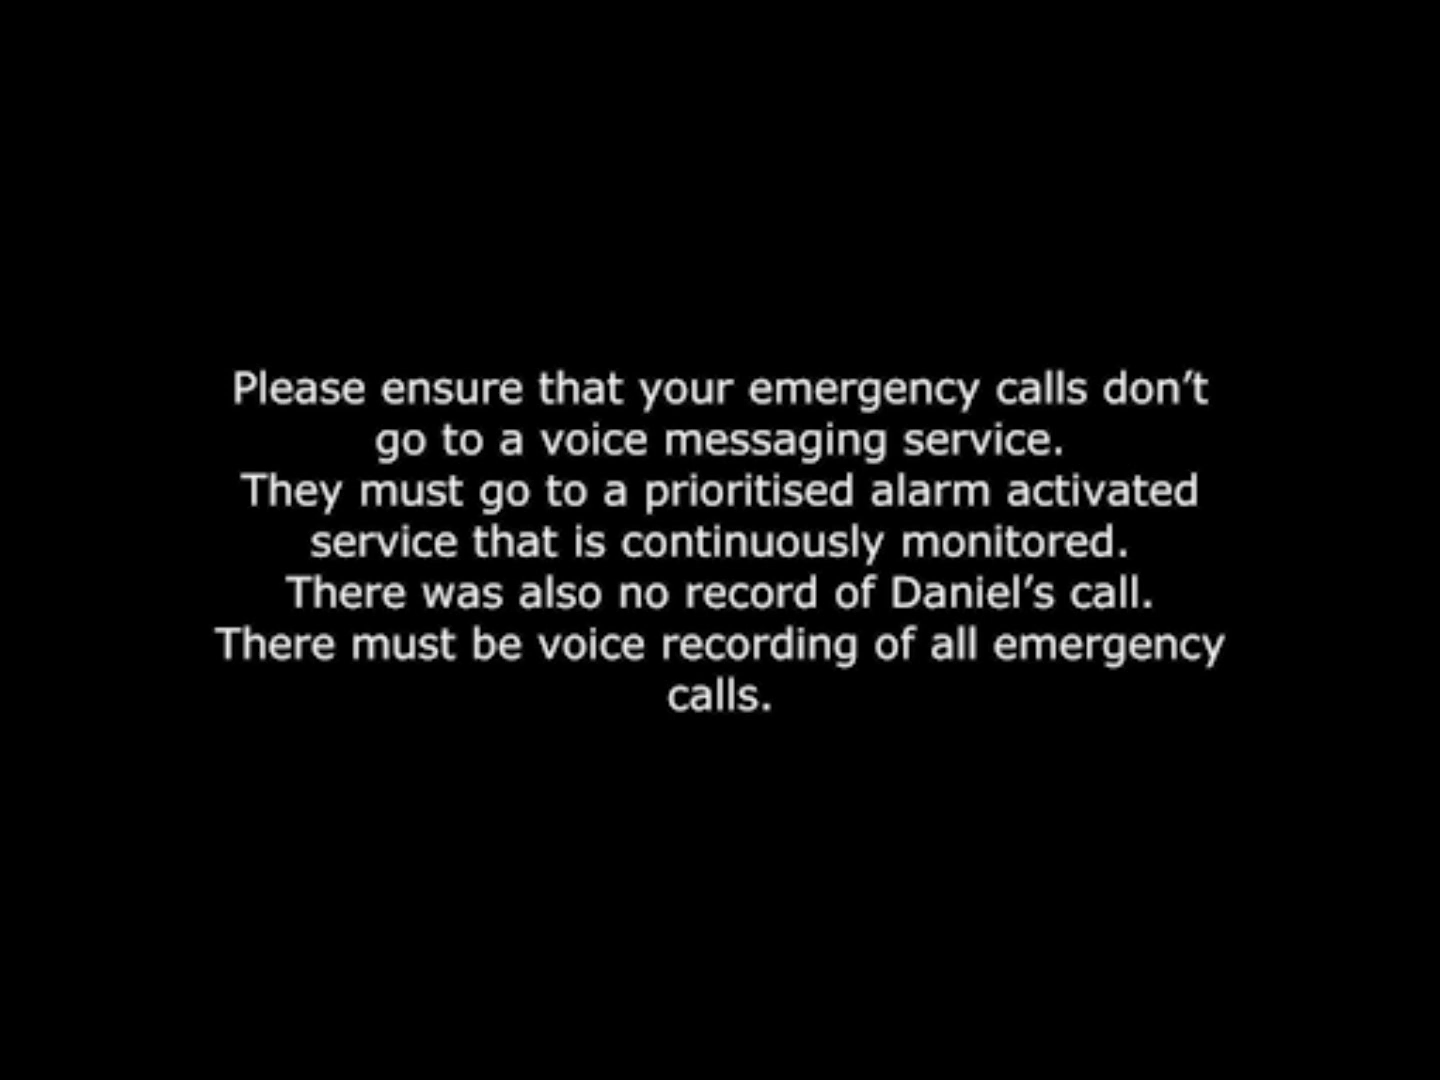 Please ensure that your emergency calls don’t
go to a voice messaging service.
They must go to a prioritised alarm activated
service that is continuously monitored.
There was also no record of Daniel’s call.
There must be voice recording of all emergency
calls.